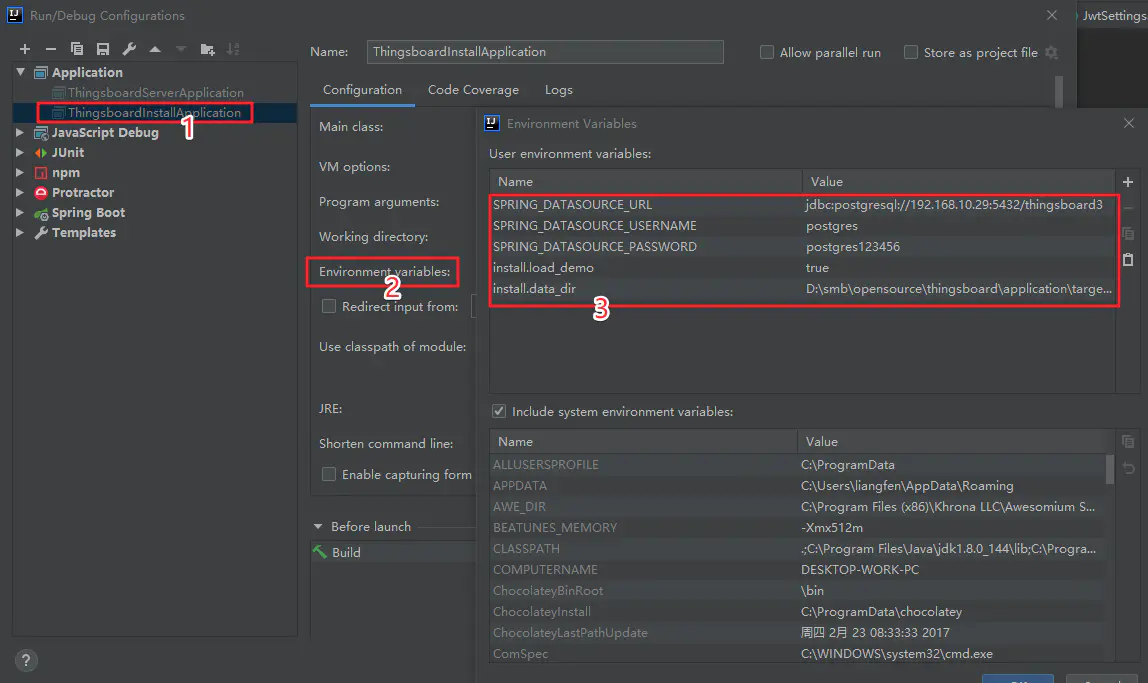 Run/Debug Configurations
JwtSettings
Name: ThingsboardInstallApplication
Allow parallel run
Store as project file
Application
ThingsboardServerApplication
ThingsboardInstallApplication
1
JavaScript Debug
JUnit
npm
Protractor
Spring Boot
Templates
Configuration Code Coverage Logs
Main class:
VM options:
Program arguments:
Working directory:
Environment variables:
2
Redirect input from:
Use classpath of module:
JRE:
Shorten command line:
Enable capturing form
Before launch
Build
Environment Variables
User environment variables:
Name Value
SPRING_DATASOURCE_URL jdbc:postgresql://192.168.10.29:5432/thingsboard3
SPRING_DATASOURCE_USERNAME postgres
SPRING_DATASOURCE_PASSWORD postgres123456
install.load_demo true
install.data_dir D:\smb\opensource\thingsboard\application\targe...
3
Include system environment variables:
Name Value
ALLUSERSPROFILE C:\ProgramData
APPDATA C:\Users\liangfen\AppData\Roaming
AWE_DIR C:\Program Files (x86)\Khrona LLC\Awesomium S...
BEATUNES_MEMORY -Xmx512m
CLASSPATH .;C:\Program Files\Java\jdk1.8.0_144\lib;C:\Progra...
COMPUTERNAME DESKTOP-WORK-PC
ChocolateyBinRoot \bin
ChocolateyInstall C:\ProgramData\chocolatey
ChocolateyLastPathUpdate 周四 2月 23 08:33:33 2017
ComSpec C:\WINDOWS\system32\cmd.exe
?